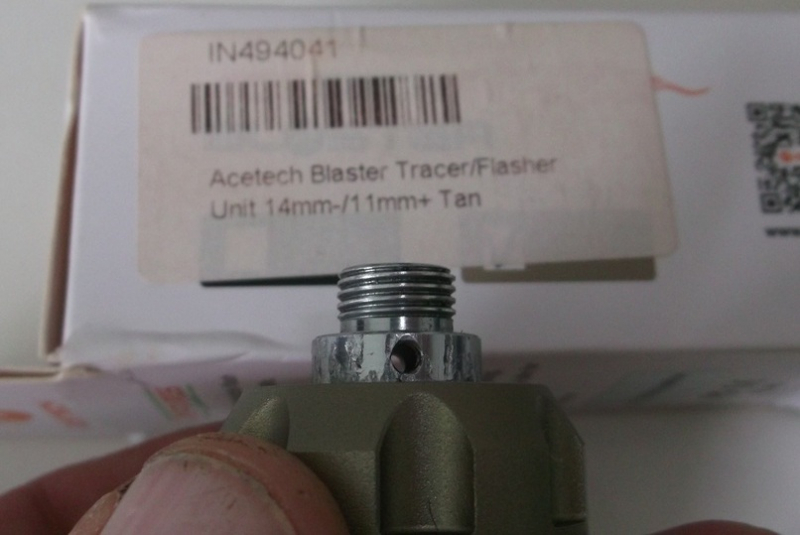 IN494041
Acetech Blaster Tracer/Flasher
Unit 14mm-/11mm+ Tan